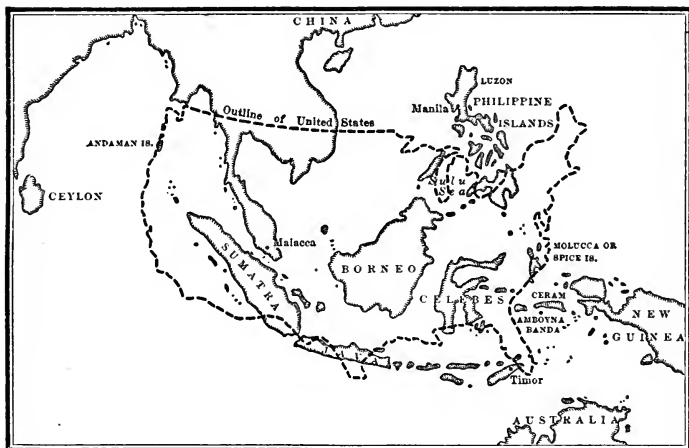 CHINA
LUZON
Manila
PHILIPPINE
ISLANDS
Outline of United States
ANDAMAN IS.
CEYLON
Sulu
Sea
Malacca
SUMATRA
BORNEO
CELEBES
MOLUCCA OR
SPICE IS.
CERAM
AMBOYNA
BANDA
NEW
GUINEA
JAVA
Timor
AUSTRALIA